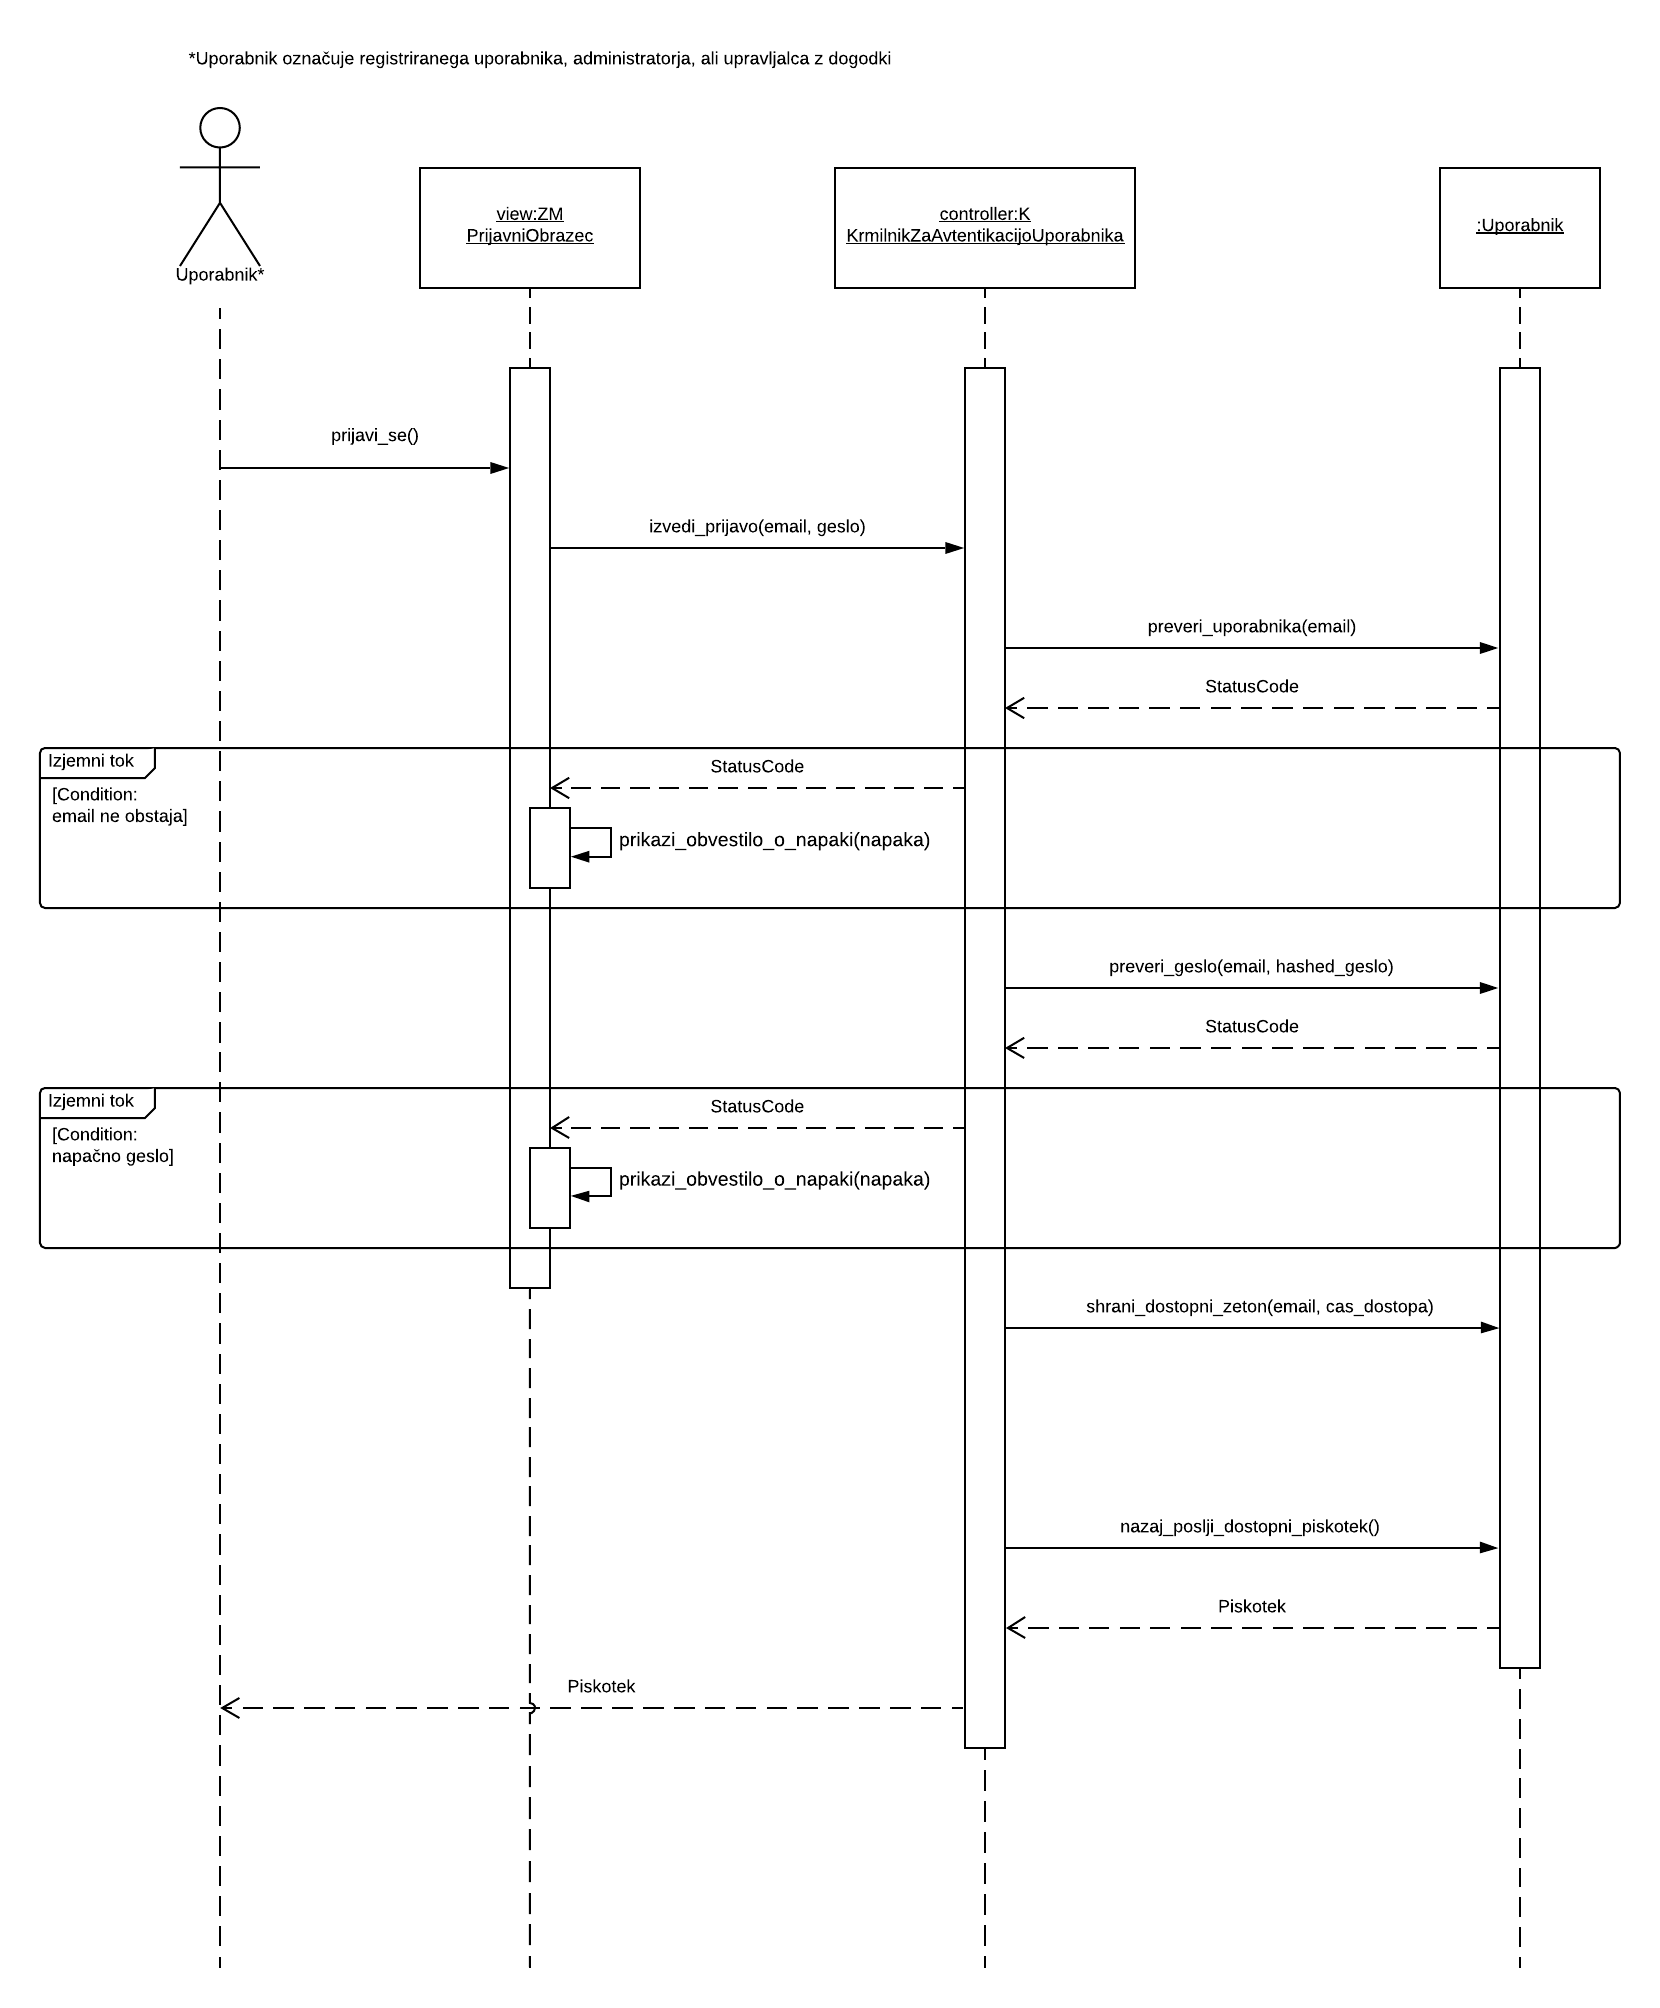 *Uporabnik označuje registriranega uporabnika, administratorja, ali upravljalca z dogodki
Uporabnik*
view:ZM
PrijavniObrazec
controller:K
KrmilnikZaAvtentikacijoUporabnika
:Uporabnik
prijavi_se()
izvedi_prijavo(email, geslo)
preveri_uporabnika(email)
StatusCode
Izjemni tok
[Condition:
email ne obstaja]
StatusCode
prikazi_obvestilo_o_napaki(napaka)
preveri_geslo(email, hashed_geslo)
StatusCode
Izjemni tok
[Condition:
napačno geslo]
StatusCode
prikazi_obvestilo_o_napaki(napaka)
shrani_dostopni_zeton(email, cas_dostopa)
nazaj_poslji_dostopni_piskotek()
Piskotek
Piskotek